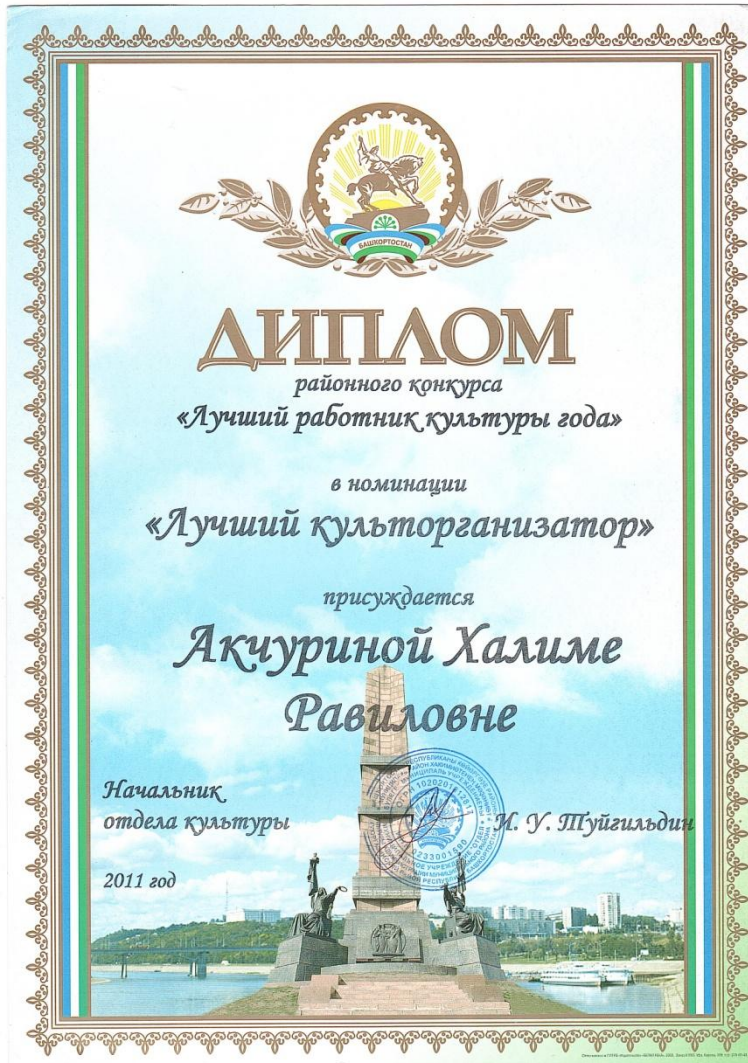 БАШКОРТОСТАН
ДИПЛОМ
районного конкурса
«Лучший работник культуры года»
в номинации
«Лучший культорганизатор»
присуждается
Акчуриной Халиме
Равиловне
Начальник
отдела культуры
И. У. Туйгильдин
2011 год